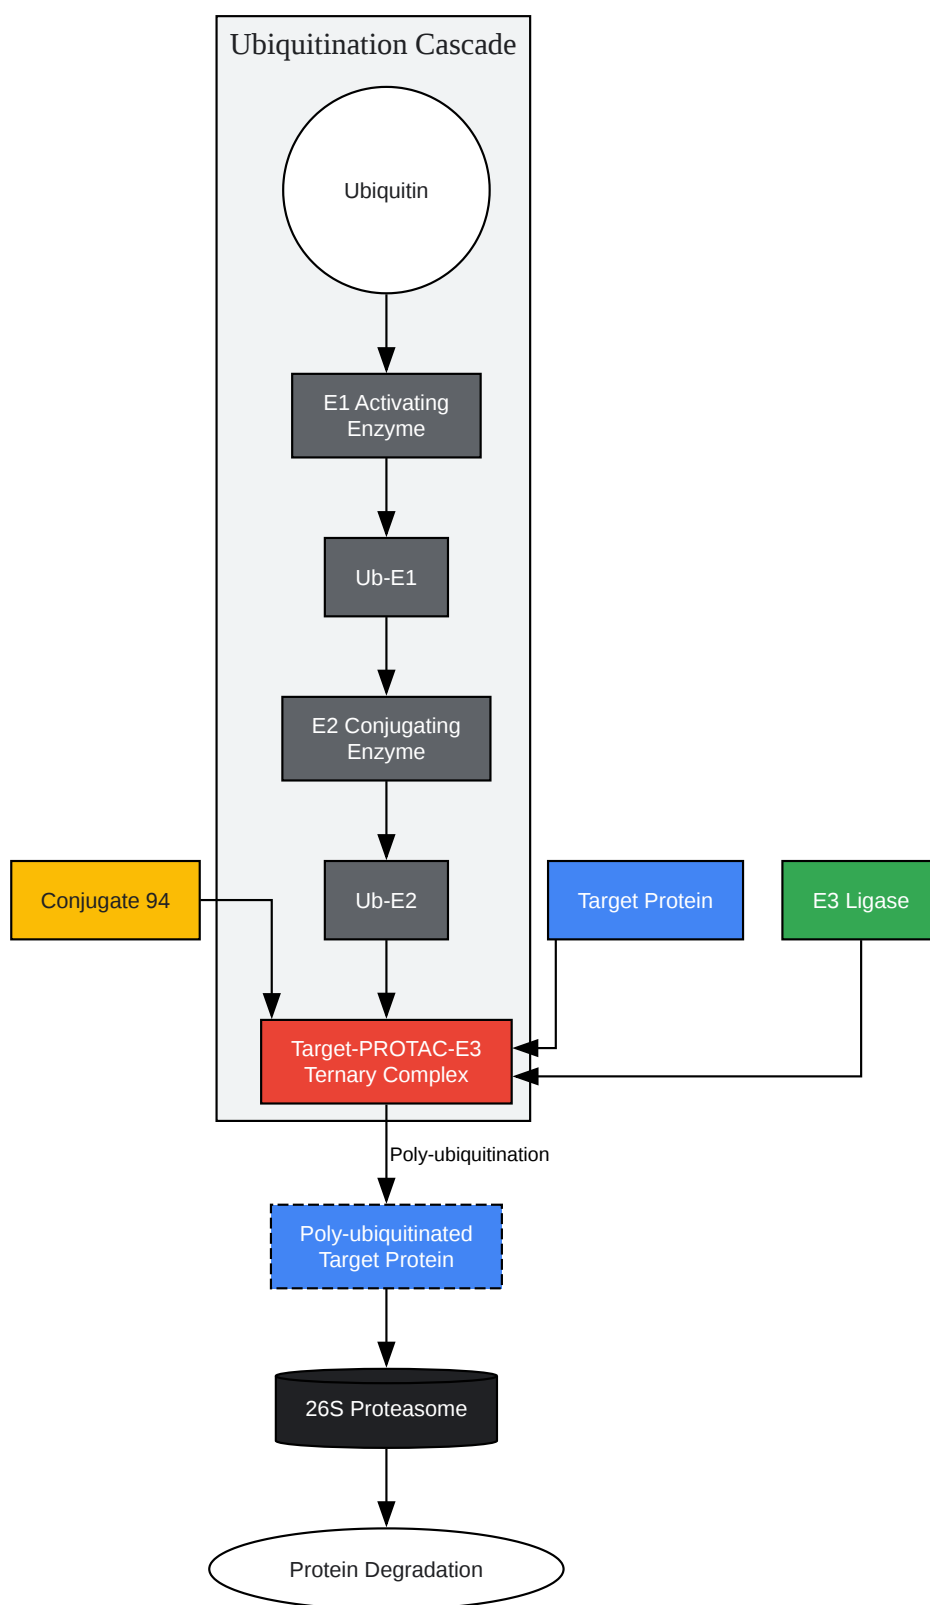 Ubiquitination Cascade
Ubiquitin
E1 Activating
Enzyme
Ub-E1
E2 Conjugating
Enzyme
Conjugate 94
Ub-E2
Target Protein
E3 Ligase
Target-PROTAC-E3
Ternary Complex
Poly-ubiquitination
Poly-ubiquitinated
Target Protein
26S Proteasome
Protein Degradation